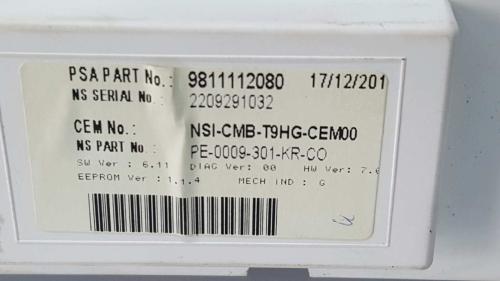 PSA PART No.: 9811112080 17/12/201
NS SERIAL No.: 2209291032
CEM No.: NSI-CMB-T9HG-CEM00
NS PART No.: PE-0009-301-KR-CO
SW Ver : 6.11 DIAG Ver : 00 HW Ver: 7.0
EEPROM Ver : 1.1.4 MECH IND : G